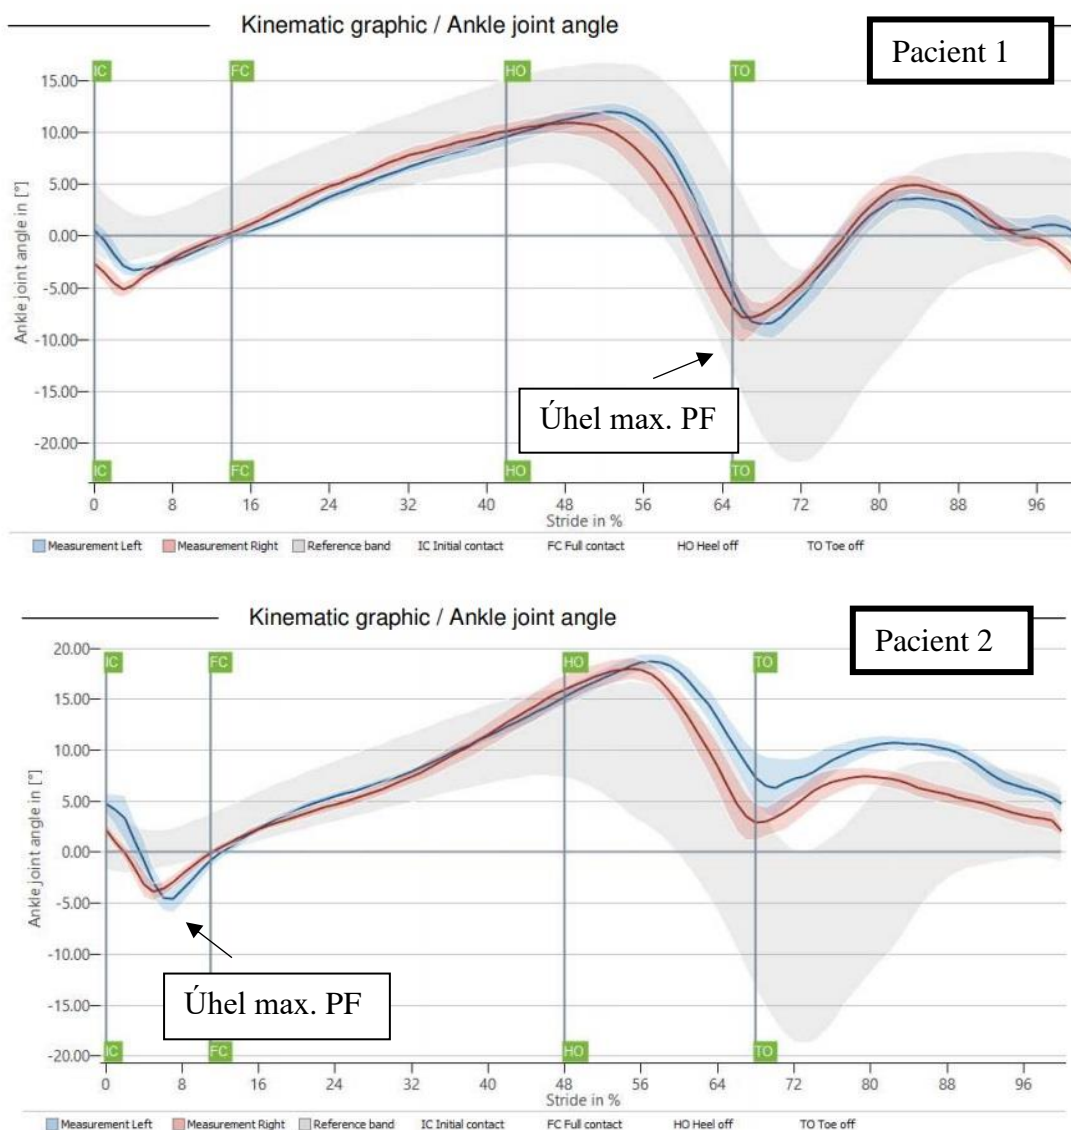 Kinematic graphic / Ankle joint angle
Pacient 1
IC FC HO TO
15.00
10.00
5.00
0.00
-5.00
-10.00
-15.00
-20.00
Ankle joint angle in [°]
Úhel max. PF
IC FC HO TO
0 8 16 24 32 40 48 56 64 72 80 88 96
Stride in %
Measurement Left Measurement Right Reference band IC Initial contact FC Full contact HO Heel off TO Toe off
Kinematic graphic / Ankle joint angle
Pacient 2
20.00
IC FC HO TO
15.00
10.00
5.00
0.00
-5.00
-10.00
-15.00
-20.00
Ankle joint angle in [°]
Úhel max. PF
IC FC HO TO
0 8 16 24 32 40 48 56 64 72 80 88 96
Stride in %
Measurement Left Measurement Right Reference band IC Initial contact FC Full contact HO Heel off TO Toe off